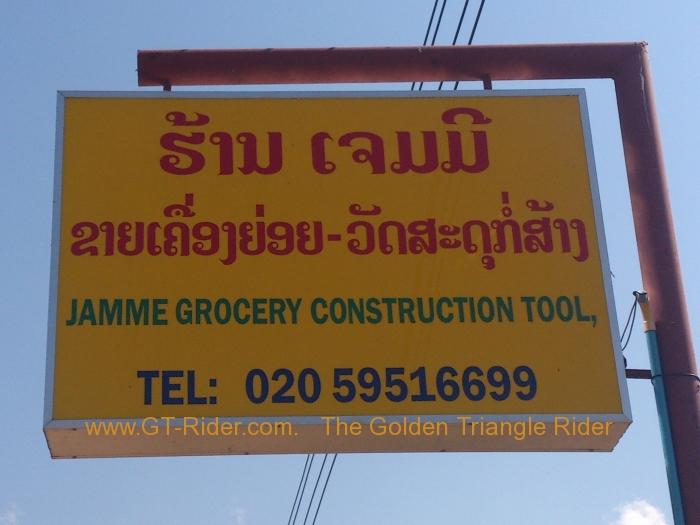 ຮ້ານ ເຈມມີ
ຂາຍເຄື່ອງຍ່ອຍ-ວັດສະດຸກໍ່ສ້າງ
JAMME GROCERY CONSTRUCTION TOOL,
TEL: 020 59516699
www.GT-Rider.com. The Golden Triangle Rider